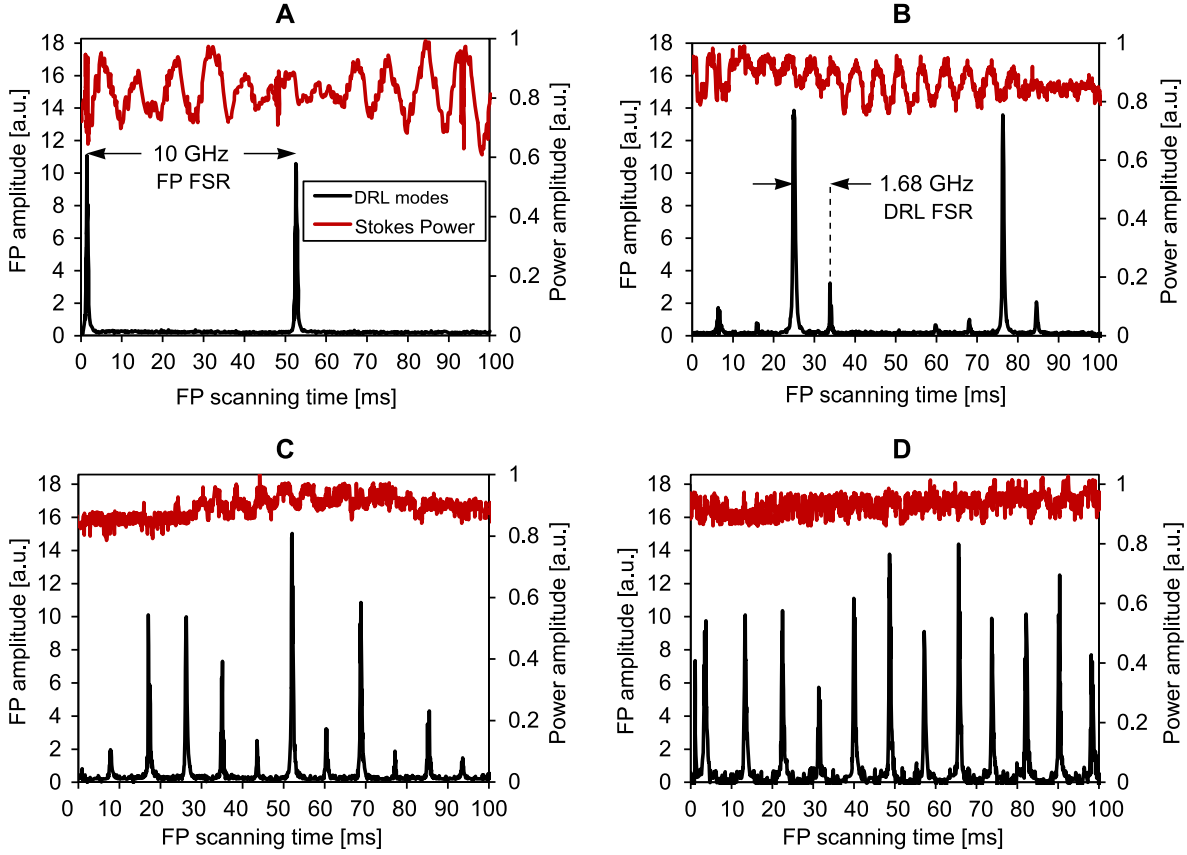 A
18
16
14
12
10
8
6
4
2
0
FP amplitude [a.u.]
1
0.8
0.6
0.4
0.2
0
Power amplitude [a.u.]
10 GHz
FP FSR
DRL modes
Stokes Power
0 10 20 30 40 50 60 70 80 90 100
FP scanning time [ms]
B
18
16
14
12
10
8
6
4
2
0
FP amplitude [a.u.]
1
0.8
0.6
0.4
0.2
0
Power amplitude [a.u.]
1.68 GHz
DRL FSR
0 10 20 30 40 50 60 70 80 90 100
FP scanning time [ms]
C
18
16
14
12
10
8
6
4
2
0
FP amplitude [a.u.]
1
0.8
0.6
0.4
0.2
0
Power amplitude [a.u.]
0 10 20 30 40 50 60 70 80 90 100
FP scanning time [ms]
D
18
16
14
12
10
8
6
4
2
0
FP amplitude [a.u.]
1
0.8
0.6
0.4
0.2
0
Power amplitude [a.u.]
0 10 20 30 40 50 60 70 80 90 100
FP scanning time [ms]